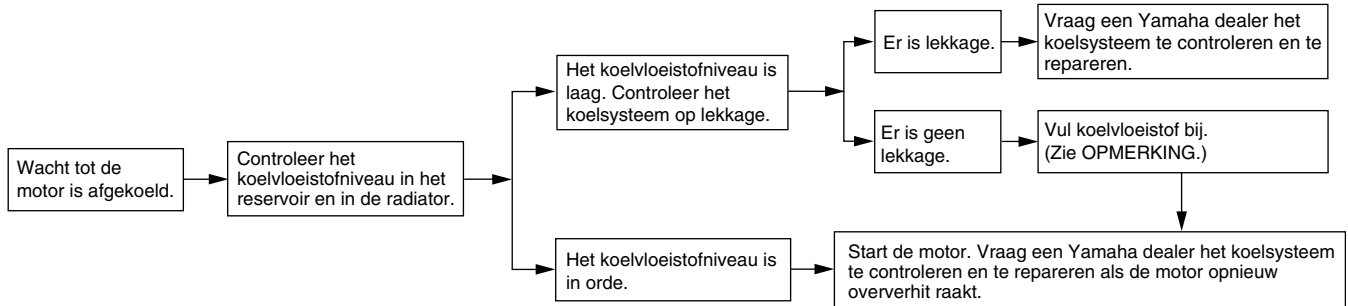 Wacht tot de
motor is afgekoeld.
Controleer het
koelvloeistofniveau in het
reservoir en in de radiator.
Het koelvloeistofniveau is
laag. Controleer het
koelsysteem op lekkage.
Er is lekkage.
Vraag een Yamaha dealer het
koelsysteem te controleren en te
repareren.
Er is geen
lekkage.
Vul koelvloeistof bij.
(Zie OPMERKING.)
Het koelvloeistofniveau is
in orde.
Start de motor. Vraag een Yamaha dealer het koelsysteem
te controleren en te repareren als de motor opnieuw
oververhit raakt.